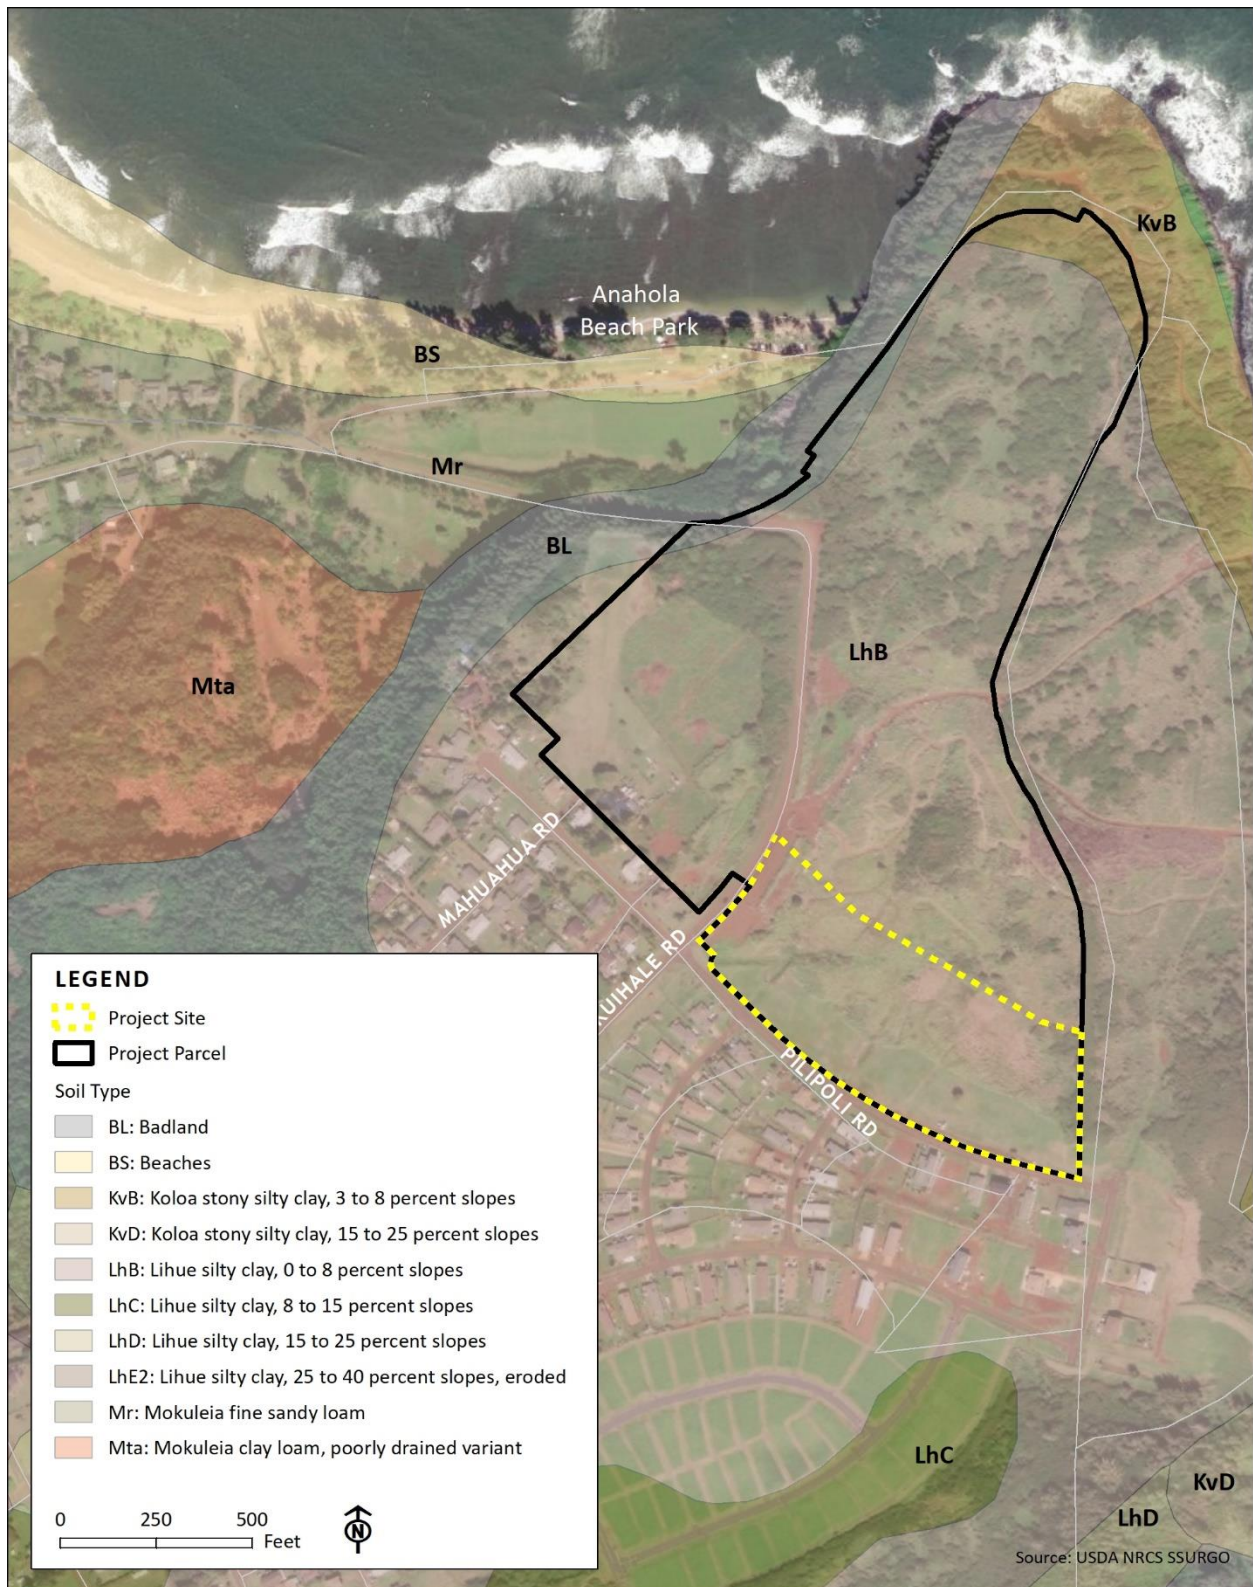 Anahola
Beach Park
KvB
BS
Mr
BL
LhB
Mta
MAHUAHUA RD
KUIHALE RD
PILIPOLI RD
LhC
KvD
LhD
LEGEND
Project Site
Project Parcel
Soil Type
BL: Badland
BS: Beaches
KvB: Koloa stony silty clay, 3 to 8 percent slopes
KvD: Koloa stony silty clay, 15 to 25 percent slopes
LhB: Lihue silty clay, 0 to 8 percent slopes
LhC: Lihue silty clay, 8 to 15 percent slopes
LhD: Lihue silty clay, 15 to 25 percent slopes
LhE2: Lihue silty clay, 25 to 40 percent slopes, eroded
Mr: Mokuleia fine sandy loam
Mta: Mokuleia clay loam, poorly drained variant
0 250 500
Feet
N
Source: USDA NRCS SSURGO